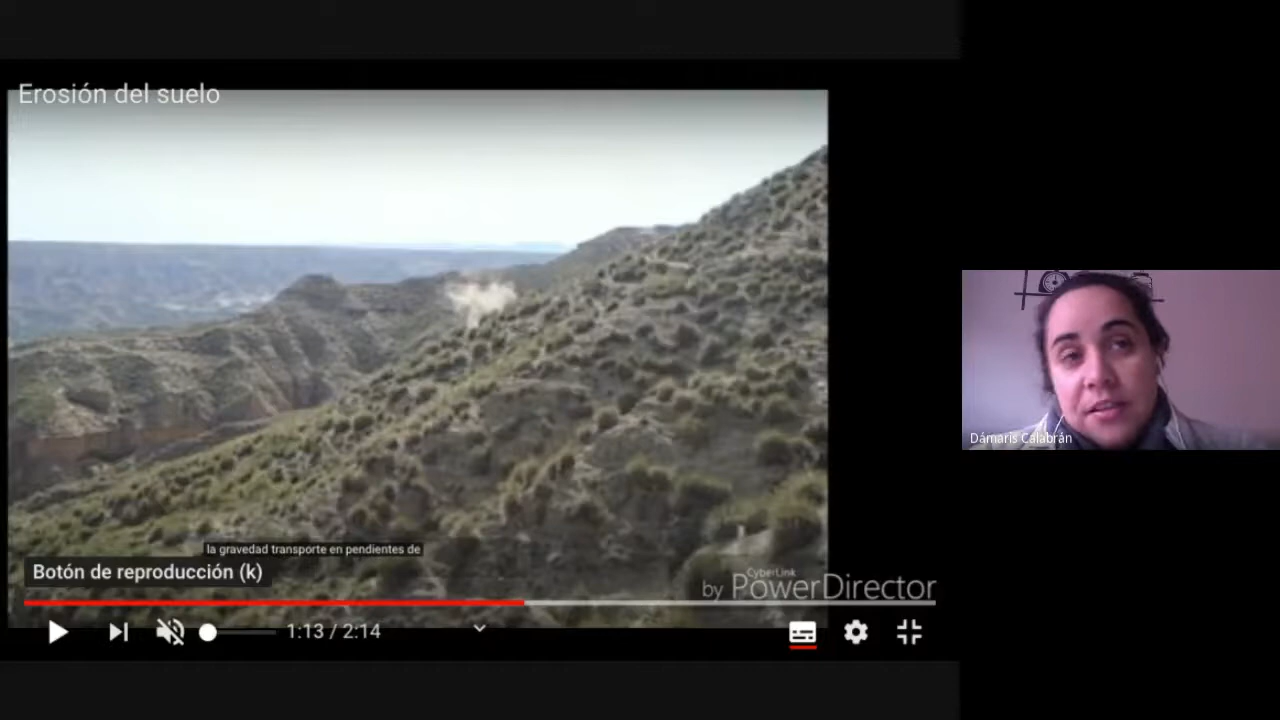 Erosión del suelo
la gravedad transporte en pendientes de
Botón de reproducción (k)
CyberLink
by PowerDirector
1:13 / 2:14
Dámaris Calabrán